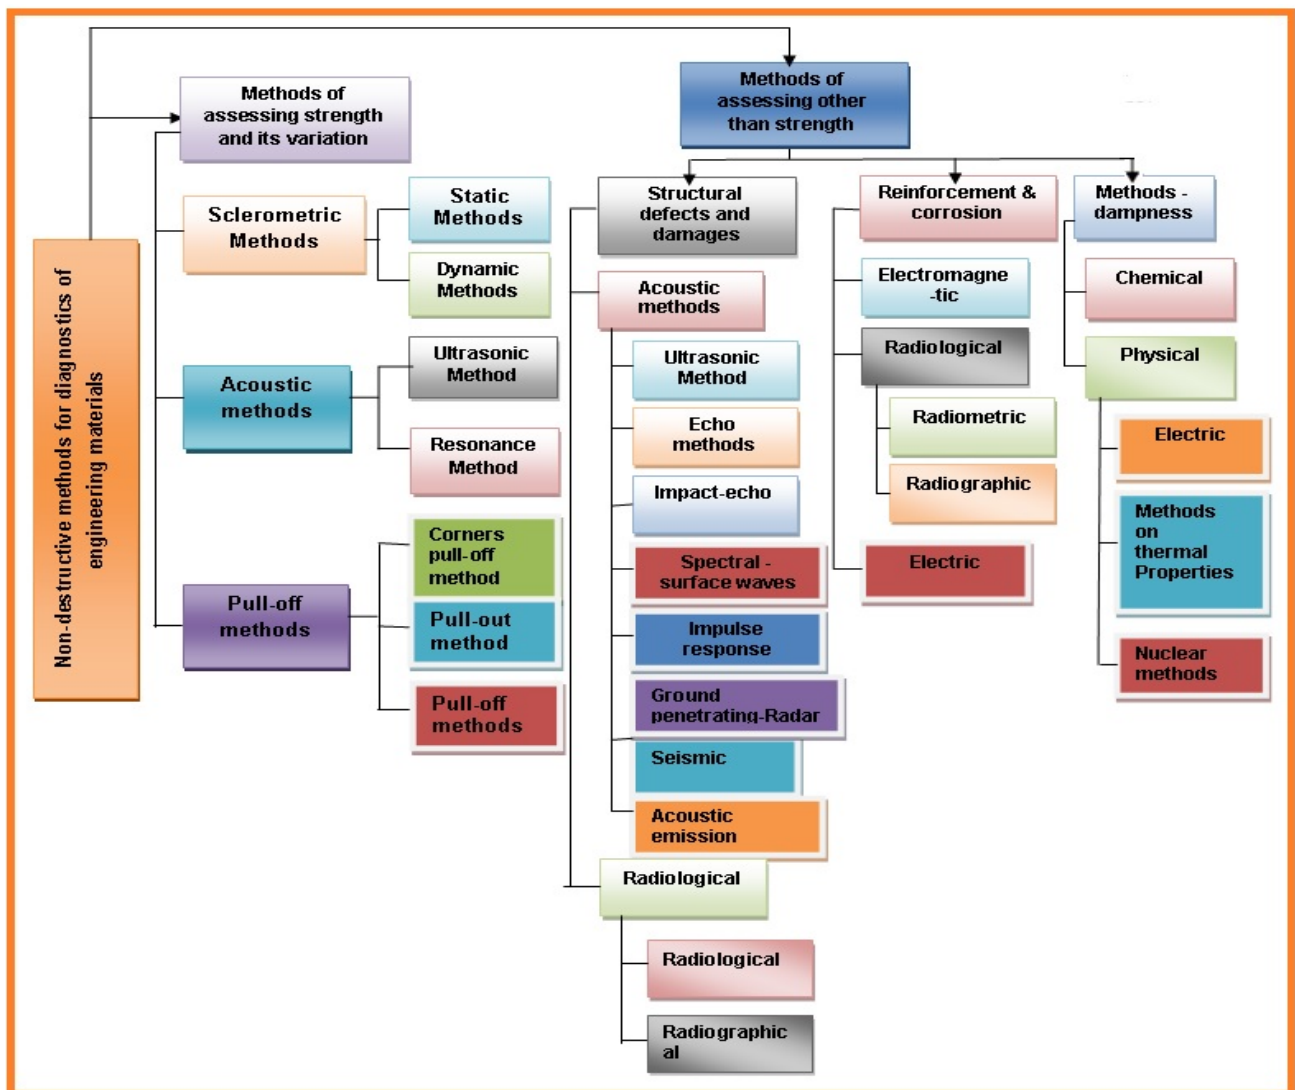 Non-destructive methods for diagnostics of
engineering materials
Methods of
assessing strength
and its variation
Sclerometric
Methods
Static
Methods
Dynamic
Methods
Acoustic
methods
Ultrasonic
Method
Resonance
Method
Pull-off
methods
Corners
pull-off
method
Pull-out
method
Pull-off
methods
Methods of
assessing other
than strength
Structural
defects and
damages
Acoustic
methods
Ultrasonic
Method
Echo
methods
Impact-echo
Spectral -
surface waves
Impulse
response
Ground
penetrating-Radar
Seismic
Acoustic
emission
Radiological
Radiological
Radiographic
al
Reinforcement &
corrosion
Electromagne
-tic
Radiological
Radiometric
Radiographic
Electric
Methods -
dampness
Chemical
Physical
Electric
Methods
on
thermal
Properties
Nuclear
methods